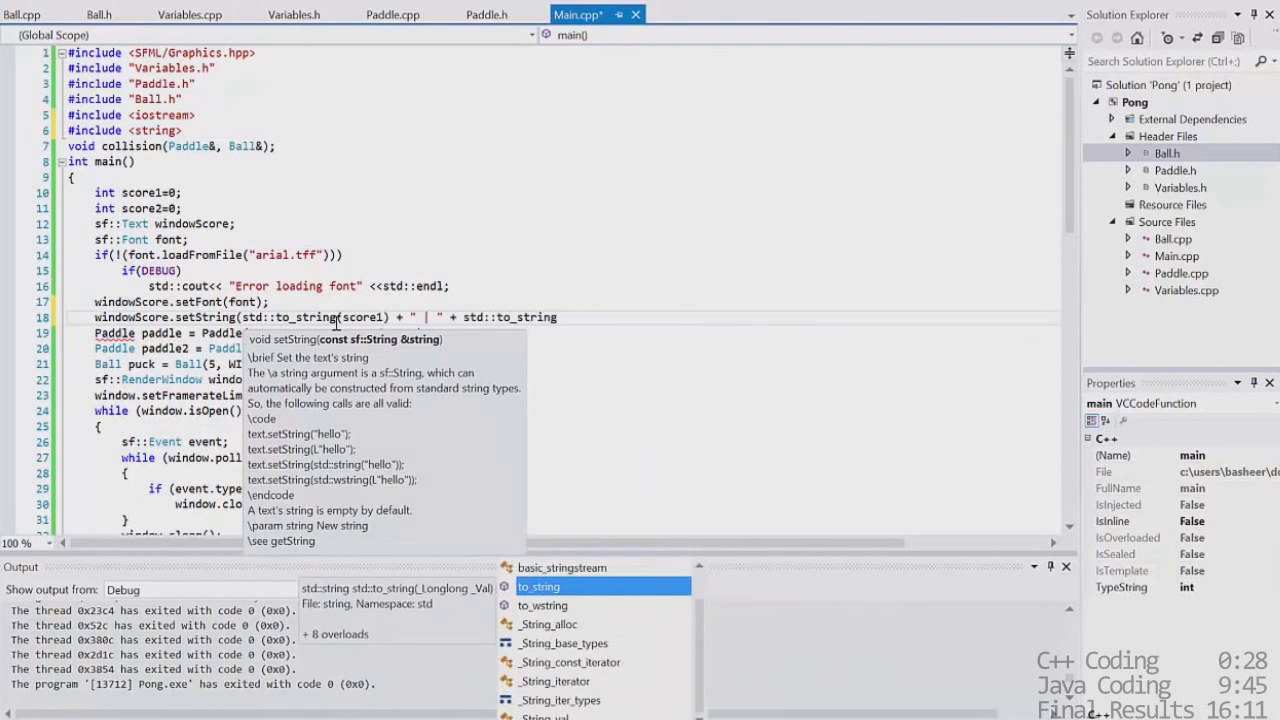 Ball.cpp Ball.h Variables.cpp Variables.h Paddle.cpp Paddle.h Main.cpp*
(Global Scope) main()
1 #include <SFML/Graphics.hpp>
2 #include "Variables.h"
3 #include "Paddle.h"
4 #include "Ball.h"
5 #include <iostream>
6 #include <string>
7 void collision(Paddle&, Ball&);
8 int main()
9 {
10 int score1=0;
11 int score2=0;
12 sf::Text windowScore;
13 sf::Font font;
14 if(!(font.loadFromFile("arial.tff")))
15 if(DEBUG)
16 std::cout<< "Error loading font" <<std::endl;
17 windowScore.setFont(font);
18 windowScore.setString(std::to_string(score1) + " | " + std::to_string
19 Paddle paddle = Paddle
20 Paddle paddle2 = Padd
21 Ball puck = Ball(5, WI
22 sf::RenderWindow windo
23 window.setFramerateLim
24 while (window.isOpen()
25 {
26 sf::Event event;
27 while (window.poll
28 {
29 if (event.type
30 window.clo
31 }
void setString(const sf::String &string)
\brief Set the text's string
The \a string argument is a sf::String, which can
automatically be constructed from standard string types.
So, the following calls are all valid:
\code
text.setString("hello");
text.setString(L"hello");
text.setString(std::string("hello"));
text.setString(std::wstring(L"hello"));
\endcode
A text's string is empty by default.
\param string New string
\see getString
100 %
Output
Show output from: Debug
The thread 0x23c4 has exited with code 0 (0x0).
The thread 0x52c has exited with code 0 (0x0).
The thread 0x380c has exited with code 0 (0x0).
The thread 0x2d1c has exited with code 0 (0x0).
The thread 0x3854 has exited with code 0 (0x0).
The program '[13712] Pong.exe' has exited with code 0 (0x0).
std::string std::to_string(_Longlong _Val)
File: string, Namespace: std
+ 8 overloads
basic_stringstream
to_string
to_wstring
_String_alloc
_String_base_types
_String_const_iterator
_String_iterator
_String_iter_types
_String_val
Solution Explorer
Search Solution Explorer (Ctrl+;)
Solution 'Pong' (1 project)
Pong
External Dependencies
Header Files
Ball.h
Paddle.h
Variables.h
Resource Files
Source Files
Ball.cpp
Main.cpp
Paddle.cpp
Variables.cpp
Properties
main VCCodeFunction
C++
(Name) main
File c:\users\basheer\do
FullName main
IsInjected False
IsInline False
IsOverloaded False
IsSealed False
IsTemplate False
TypeString int
C++ Coding 0:28
Java Coding 9:45
Final Results 16:11
C++